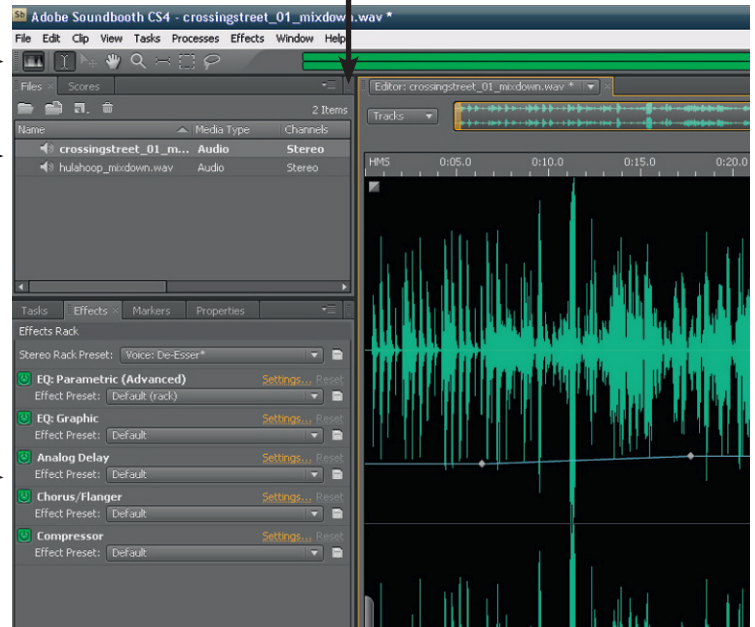 Sb Adobe Soundbooth CS4 - crossingstreet_01_mixdown.wav *
File Edit Clip View Tasks Processes Effects Window Help
Files × Scores
Editor: crossingstreet_01_mixdown.wav *
2 Items
Tracks
Name Media Type Channels
crossingstreet_01_m... Audio Stereo
hulahoop_mixdown.wav Audio Stereo
HMS 0:05.0 0:10.0 0:15.0 0:20.0
Tasks Effects × Markers Properties
Effects Rack
Stereo Rack Preset: Voice: De-Esser*
EQ: Parametric (Advanced) Settings... Reset
Effect Preset: Default (rack)
EQ: Graphic Settings... Reset
Effect Preset: Default
Analog Delay Settings... Reset
Effect Preset: Default
Chorus/Flanger Settings... Reset
Effect Preset: Default
Compressor Settings... Reset
Effect Preset: Default